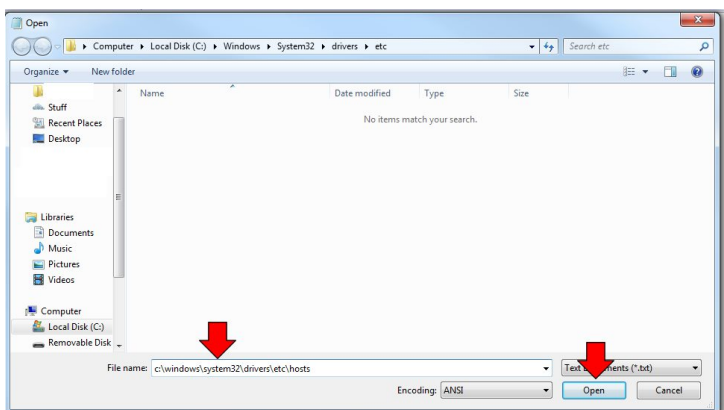 Open
Computer ▸ Local Disk (C:) ▸ Windows ▸ System32 ▸ drivers ▸ etc
Search etc
Organize ▾ New folder
Name Date modified Type Size
No items match your search.
Stuff
Recent Places
Desktop
Libraries
Documents
Music
Pictures
Videos
Computer
Local Disk (C:)
Removable Disk
File name: c:\windows\system32\drivers\etc\hosts
(*.txt)
Encoding: ANSI Open Cancel